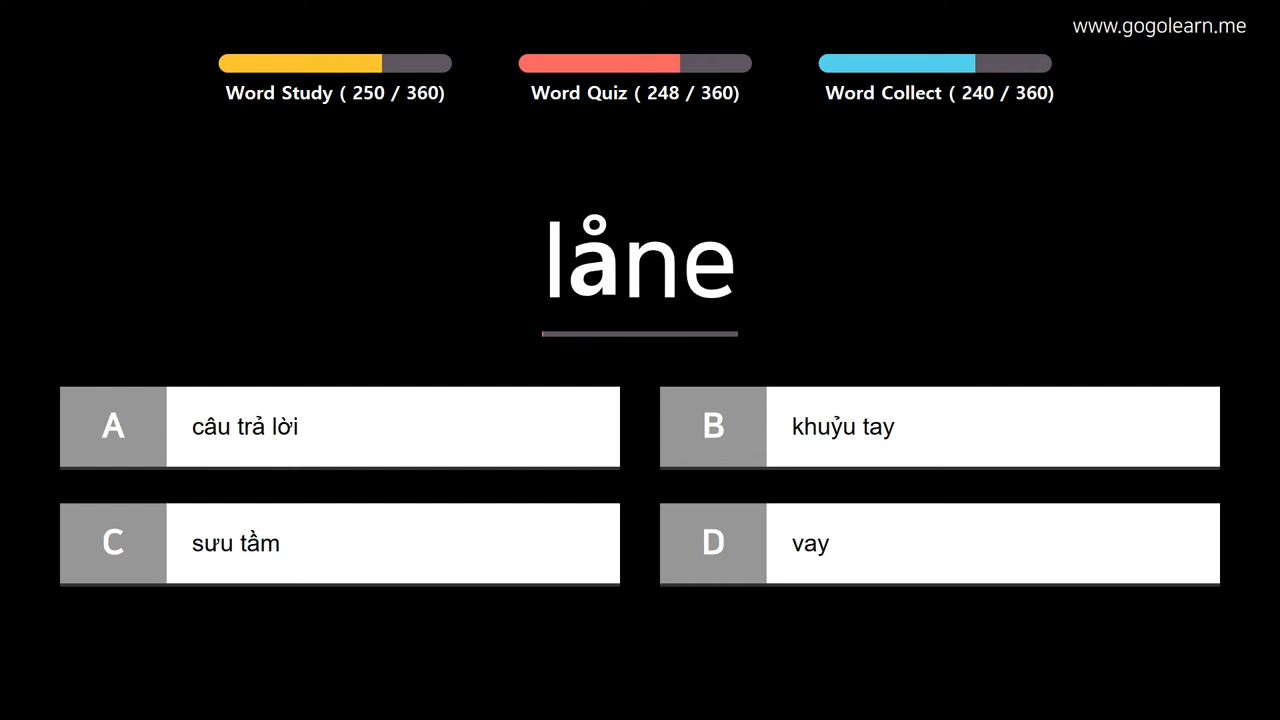 www.gogolearn.me
Word Study ( 250 / 360)
Word Quiz ( 248 / 360)
Word Collect ( 240 / 360)
låne
A câu trả lời
B khuỷu tay
C sưu tầm
D vay